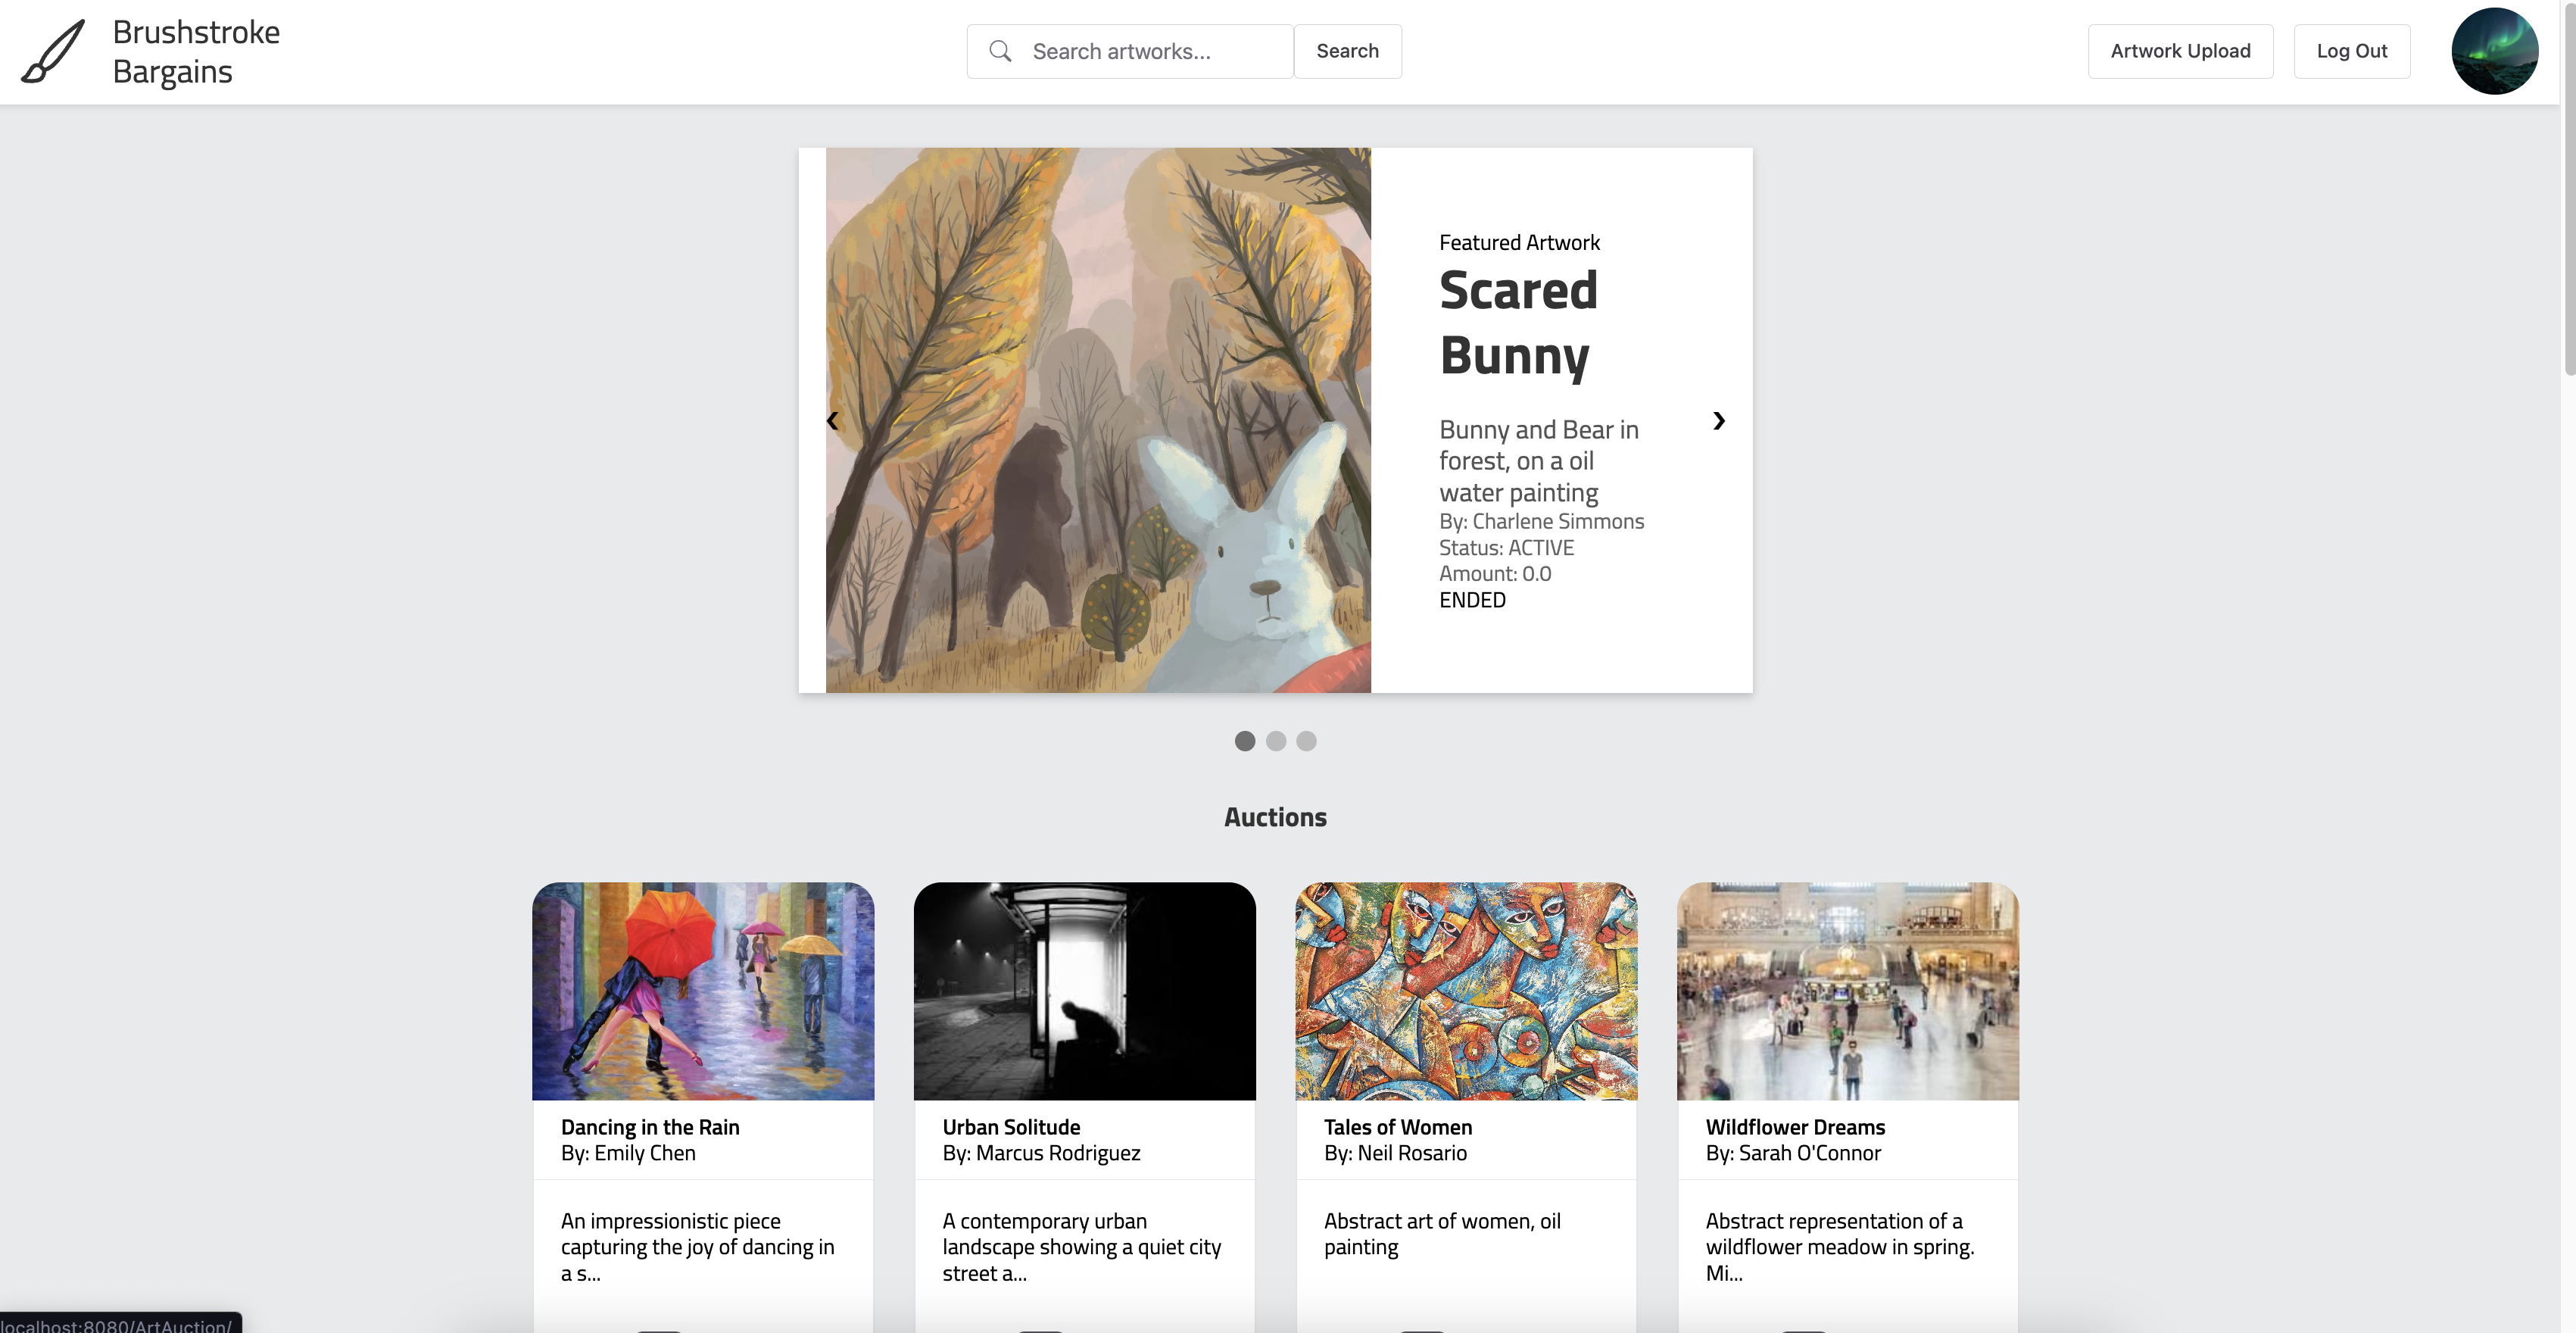 Brushstroke
Bargains
Search artworks...
Search
Artwork Upload
Log Out
Featured Artwork
Scared
Bunny
Bunny and Bear in
forest, on a oil
water painting
By: Charlene Simmons
Status: ACTIVE
Amount: 0.0
ENDED
❮
❯
Auctions
Dancing in the Rain
By: Emily Chen
An impressionistic piece
capturing the joy of dancing in
a s...
Urban Solitude
By: Marcus Rodriguez
A contemporary urban
landscape showing a quiet city
street a...
Tales of Women
By: Neil Rosario
Abstract art of women, oil
painting
Wildflower Dreams
By: Sarah O'Connor
Abstract representation of a
wildflower meadow in spring.
Mi...
localhost:8080/ArtAuction/